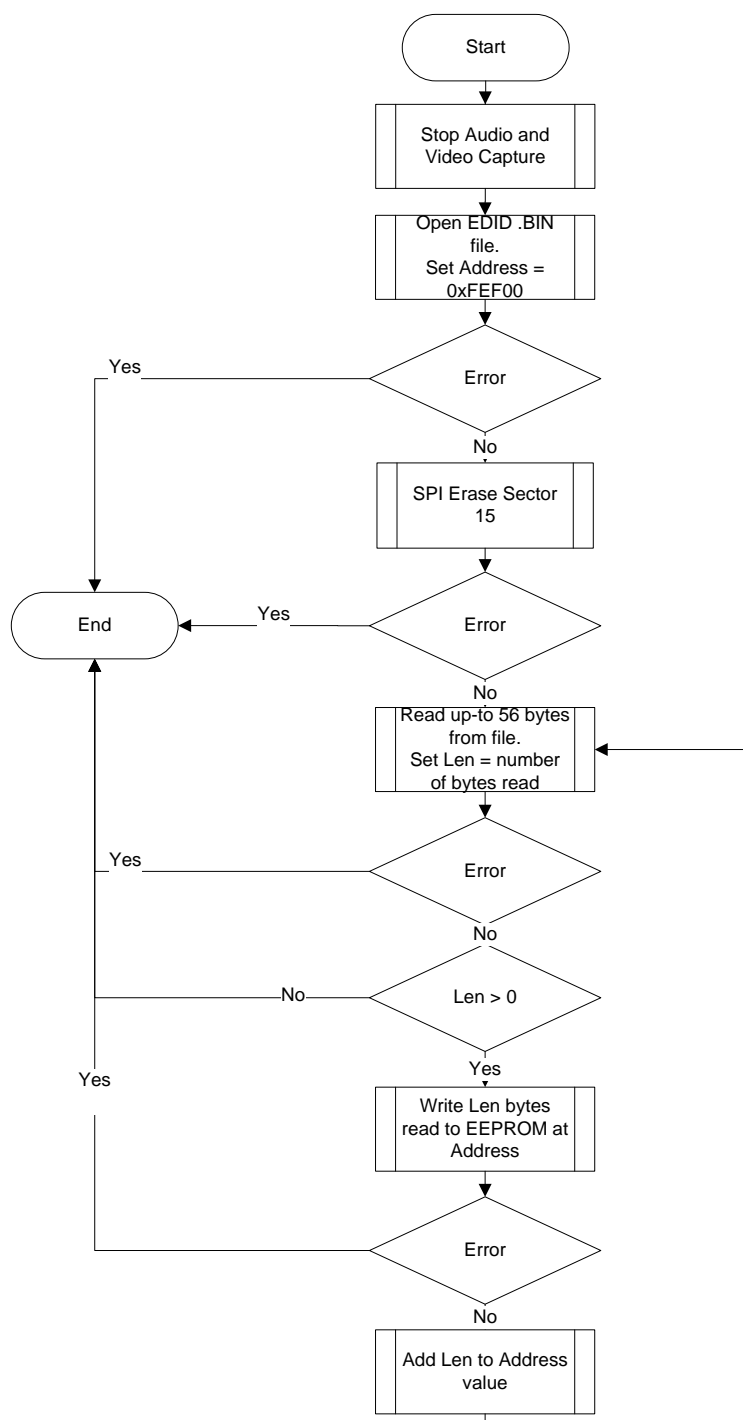 Start
Stop Audio and
Video Capture
Open EDID .BIN
file.
Set Address =
0xFEF00
Yes
Error
No
SPI Erase Sector
15
End
Yes
Error
No
Read up-to 56 bytes
from file.
Set Len = number
of bytes read
Yes
Error
No
No
Len > 0
Yes
Yes
Write Len bytes
read to EEPROM at
Address
Error
No
Add Len to Address
value